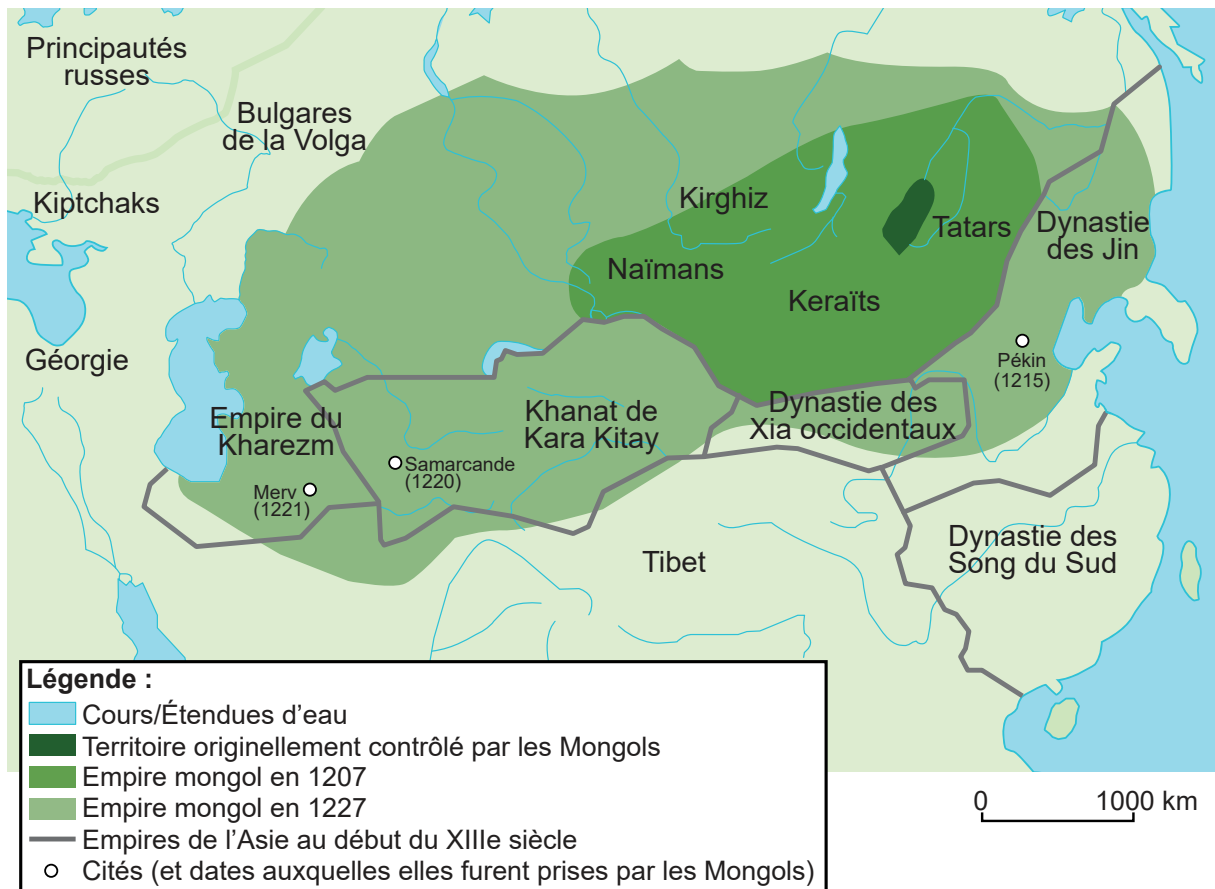 Principautés
russes
Bulgares
de la Volga
Kiptchaks
Kirghiz
Tatars
Dynastie
des Jin
Naïmans
Keraïts
Géorgie
Pékin
(1215)
Empire du
Kharezm
Khanat de
Kara Kitay
Dynastie des
Xia occidentaux
Samarcande
(1220)
Merv
(1221)
Tibet
Dynastie des
Song du Sud
Légende :
Cours/Étendues d'eau
Territoire originellement contrôlé par les Mongols
Empire mongol en 1207
Empire mongol en 1227
Empires de l'Asie au début du XIIIe siècle
Cités (et dates auxquelles elles furent prises par les Mongols)
0 1000 km